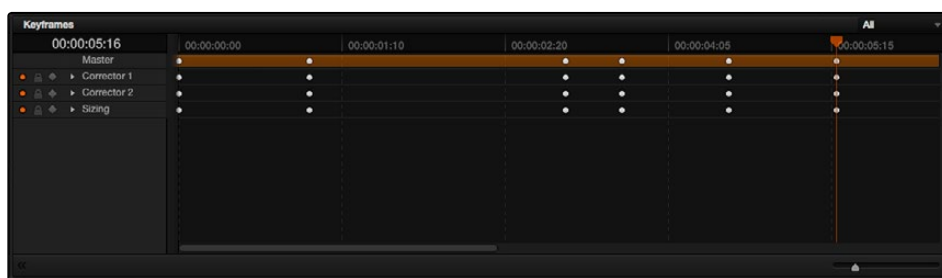 Keyframes
All
00:00:05:16
00:00:00:00
00:00:01:10
00:00:02:20
00:00:04:05
00:00:05:15
Master
Corrector 1
Corrector 2
Sizing